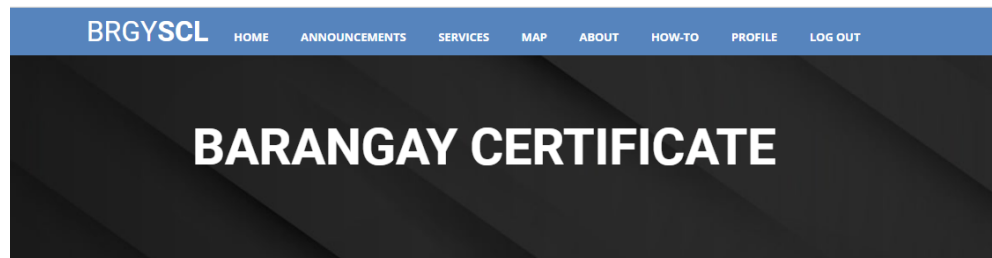 BRGYSCL HOME ANNOUNCEMENTS SERVICES MAP ABOUT HOW-TO PROFILE LOG OUT
BARANGAY CERTIFICATE